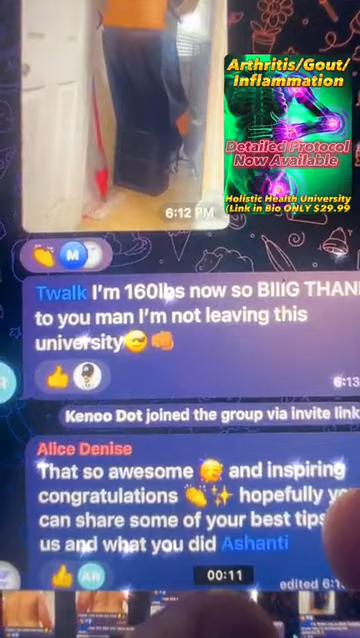 Arthritis/Gout/
Inflammation
Detailed Protocol
Now Available
Holistic Health University
(Link in Bio ONLY $29.99
6:12 PM
M
Twalk I'm 160lbs now so BIIIG THAN
to you man I'm not leaving this
university
6:13
Kenoo Dot joined the group via invite link
Alice Denise
That so awesome and inspiring
congratulations hopefully yo
can share some of your best tips
us and what you did Ashanti
AR
00:11
edited 6:1